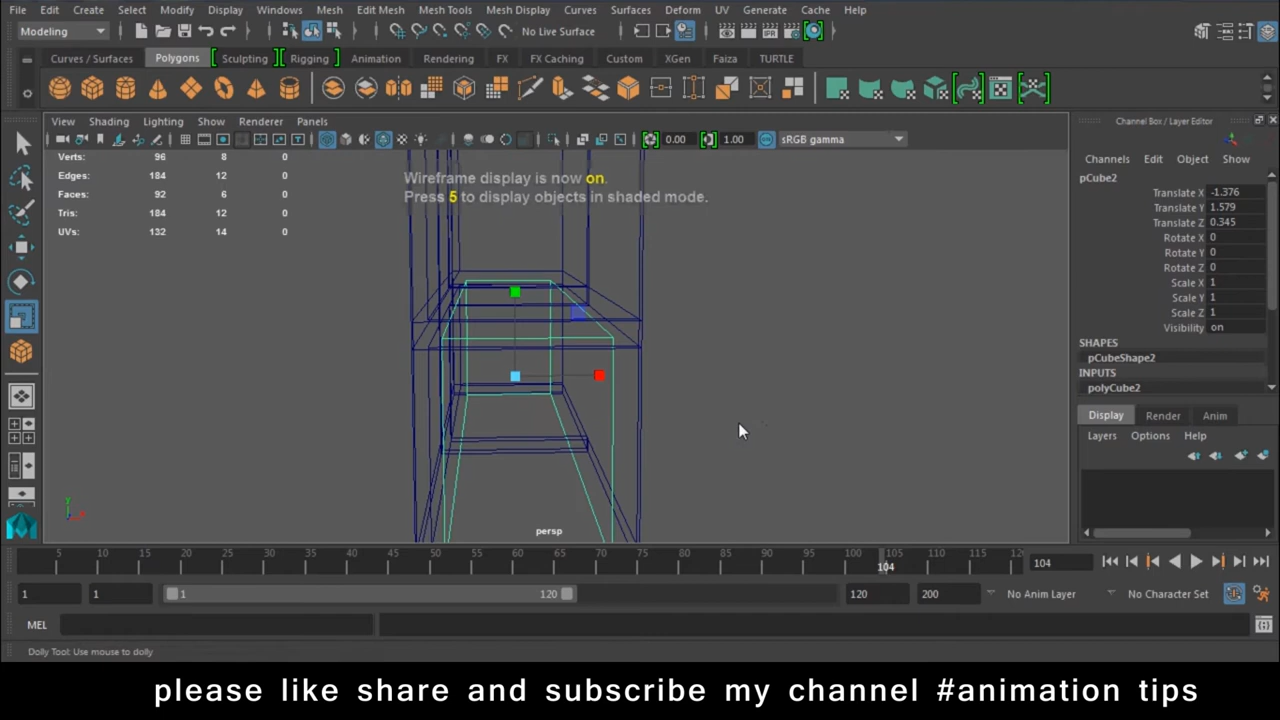 File Edit Create Select Modify Display Windows Mesh Edit Mesh Mesh Tools Mesh Display Curves Surfaces Deform UV Generate Cache Help
Modeling No Live Surface
Curves / Surfaces Polygons Sculpting Rigging Animation Rendering FX FX Caching Custom XGen Faiza TURTLE
View Shading Lighting Show Renderer Panels
0.00 1.00 sRGB gamma
Verts: 96 8 0
Edges: 184 12 0
Faces: 92 6 0
Tris: 184 12 0
UVs: 132 14 0
Wireframe display is now on.
Press 5 to display objects in shaded mode.
persp
y
Channel Box / Layer Editor
Channels Edit Object Show
pCube2
Translate X -1.376
Translate Y 1.579
Translate Z 0.345
Rotate X 0
Rotate Y 0
Rotate Z 0
Scale X 1
Scale Y 1
Scale Z 1
Visibility on
SHAPES
pCubeShape2
INPUTS
polyCube2
Display Render Anim
Layers Options Help
5 10 15 20 25 30 35 40 45 50 55 60 65 70 75 80 85 90 95 100 105 110 115
104
104
1 1 1 120 120 200 No Anim Layer No Character Set
MEL
Dolly Tool: Use mouse to dolly
please like share and subscribe my channel #animation tips